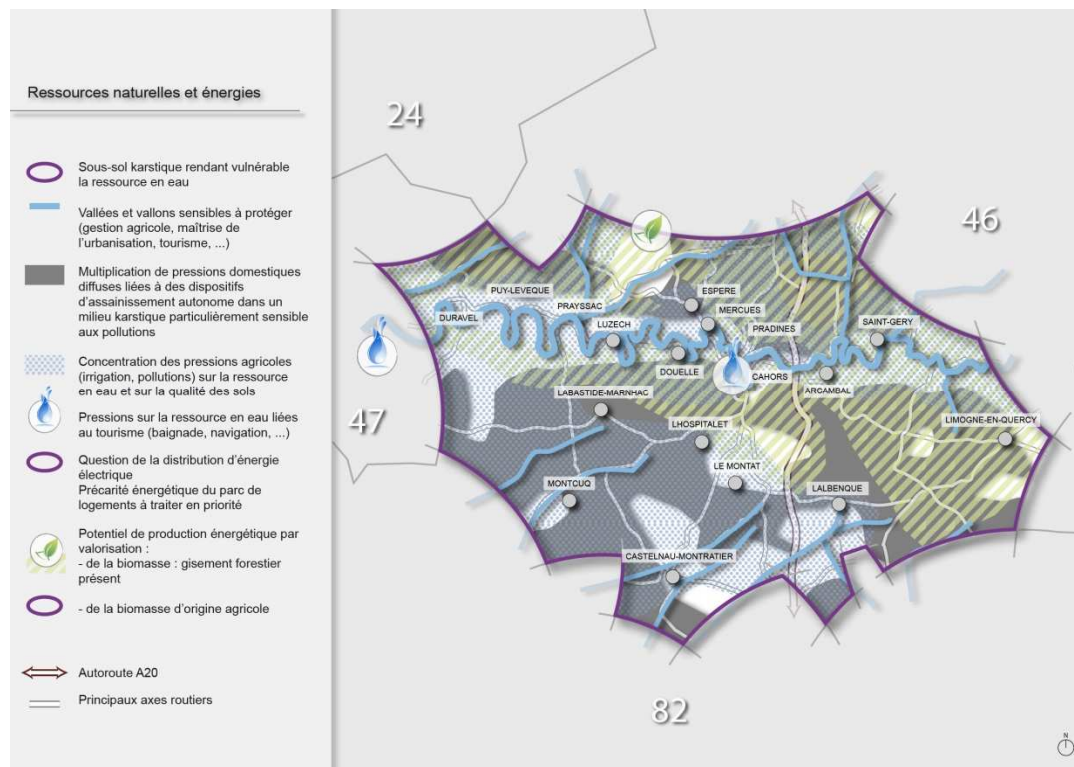 Ressources naturelles et énergies
Sous-sol karstique rendant vulnérable
la ressource en eau
Vallées et vallons sensibles à protéger
(gestion agricole, maîtrise de
l'urbanisation, tourisme, ...)
Multiplication de pressions domestiques
diffuses liées à des dispositifs
d'assainissement autonome dans un
milieu karstique particulièrement sensible
aux pollutions
Concentration des pressions agricoles
(irrigation, pollutions) sur la ressource
en eau et sur la qualité des sols
Pressions sur la ressource en eau liées
au tourisme (baignade, navigation, ...)
Question de la distribution d'énergie
électrique
Précarité énergétique du parc de
logements à traiter en priorité
Potentiel de production énergétique par
valorisation :
- de la biomasse : gisement forestier
présent
- de la biomasse d'origine agricole
Autoroute A20
Principaux axes routiers
24
46
47
82
PUY-LEVEQUE
ESPERE
PRAYSSAC
MERCUES
DURAVEL
LUZECH
PRADINES
SAINT-GERY
DOUELLE
CAHORS
ARCAMBAL
LABASTIDE-MARNHAC
LIMOGNE-EN-QUERCY
LHOSPITALET
LE MONTAT
MONTCUQ
LALBENQUE
CASTELNAU-MONTRATIER
N